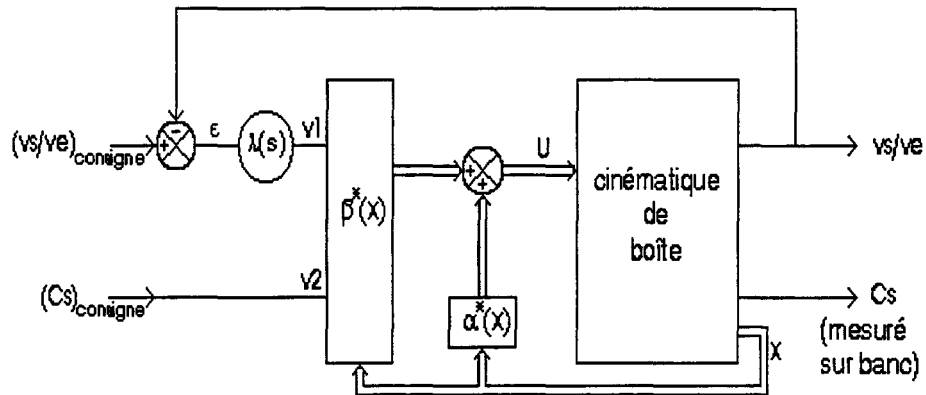 (vs/ve)consigne
+
-
ε
λ(s)
v1
β*(x)
+
+
U
cinématique
de
boîte
vs/ve
(Cs)consigne
v2
α*(x)
Cs
(mesuré
sur banc)
x